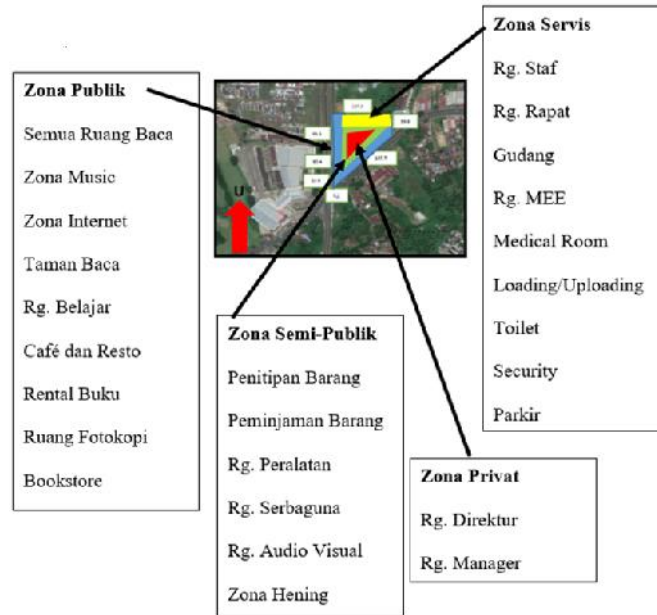 Zona Publik
Semua Ruang Baca
Zona Music
Zona Internet
Taman Baca
Rg. Belajar
Café dan Resto
Rental Buku
Ruang Fotokopi
Bookstore
U
Zona Semi-Publik
Penitipan Barang
Peminjaman Barang
Rg. Peralatan
Rg. Serbaguna
Rg. Audio Visual
Zona Hening
Zona Servis
Rg. Staf
Rg. Rapat
Gudang
Rg. MEE
Medical Room
Loading/Uploading
Toilet
Security
Parkir
Zona Privat
Rg. Direktur
Rg. Manager